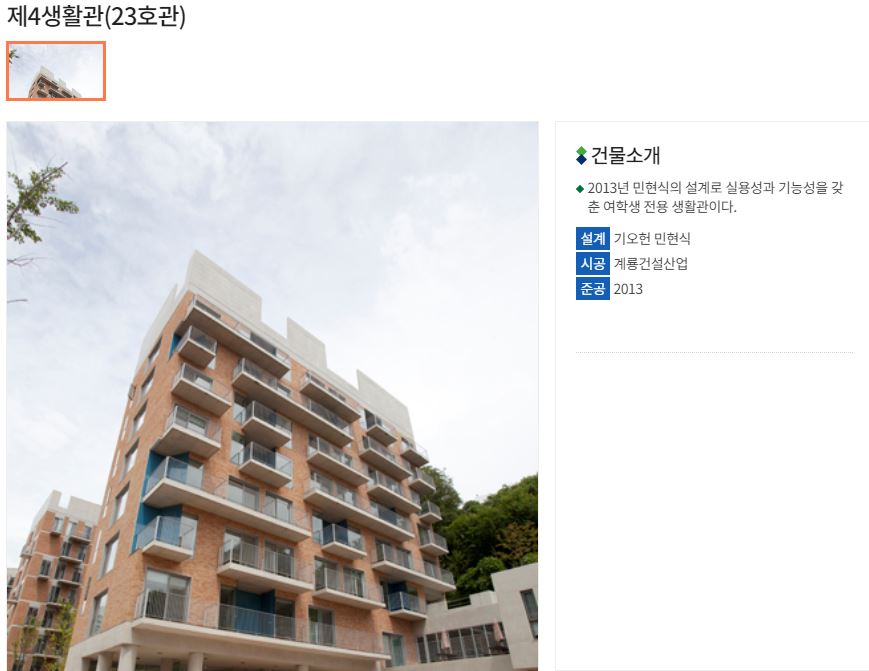 제4생활관(23호관)
건물소개
2013년 민현식의 설계로 실용성과 기능성을 갖
춘 여학생 전용 생활관이다.
설계 기오헌 민현식
시공 계룡건설산업
준공 2013